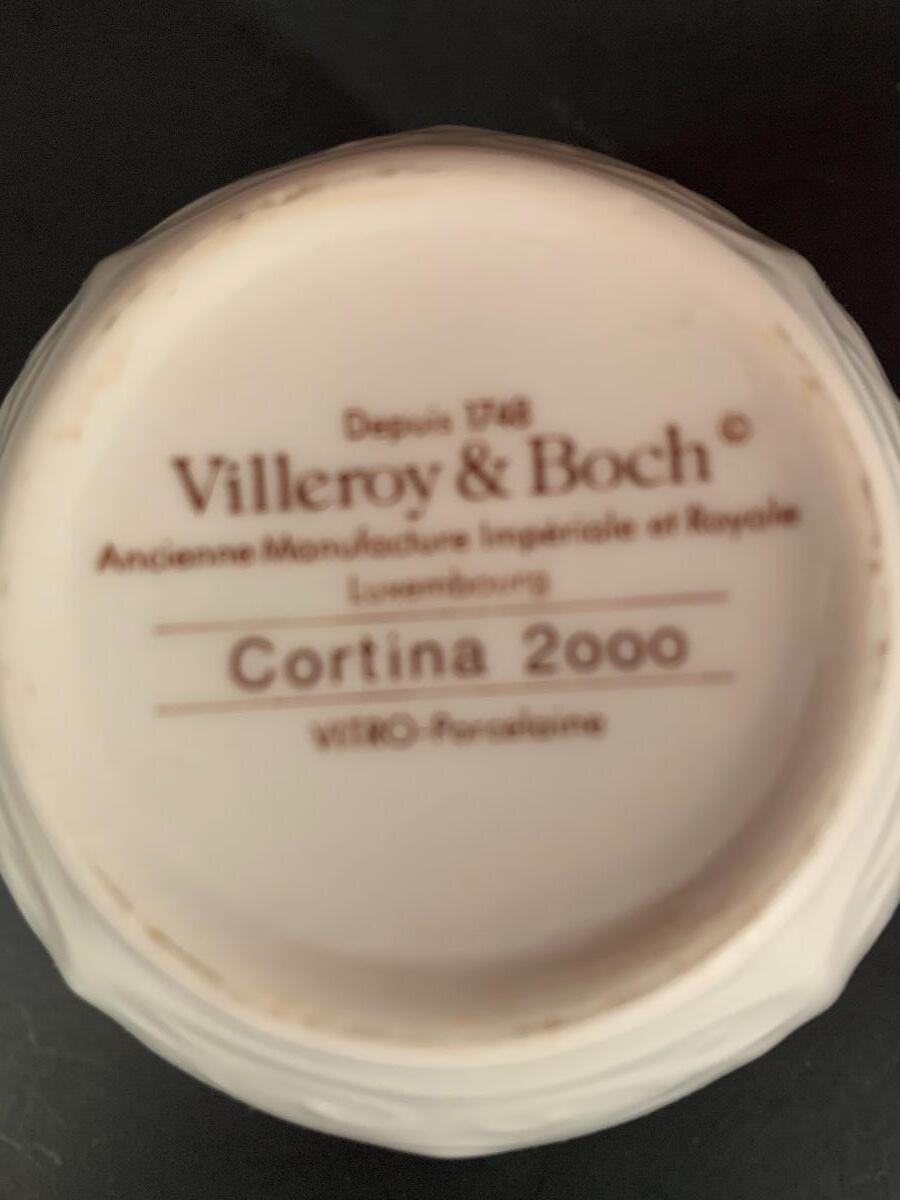 Depuis 1748
Villeroy & Boch ©
Ancienne Manufacture Impériale et Royale
Luxembourg
Cortina 2000
VITRO-Porcelaine